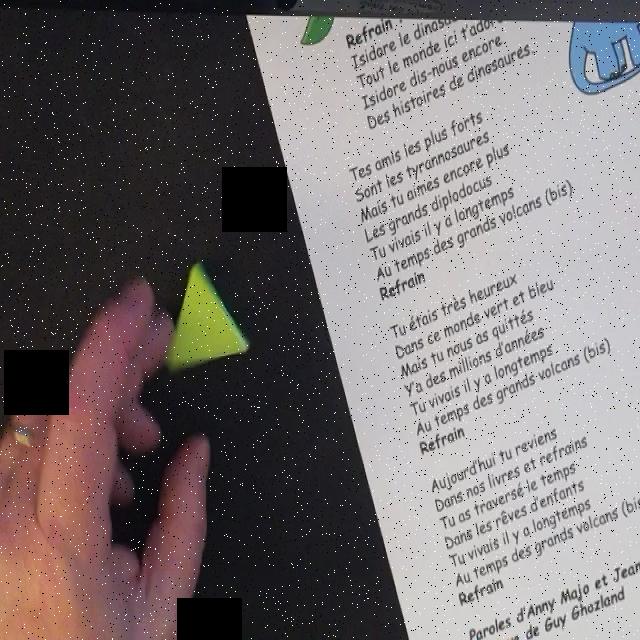 Refrain
Isidore le dinosaure
Tout le monde ici t'adore
Isidore dis-nous encore
Des histoires de dinosaures.
Tes amis les plus forts
Sont les tyrannosaures
Mais tu aimes encore plus
Les grands diplodocus
Tu vivais il y a longtemps
Au temps des grands volcans (bis)
Refrain
Tu étais très heureux
Dans ce monde vert et bleu
Mais tu nous as quittés
Y'a des millions d'années
Tu vivais il y a longtemps
Au temps des grands volcans (bis)
Refrain
Aujourd'hui tu reviens
Dans nos livres et refrains
Tu as traversé le temps
Dans les rêves d'enfants
Tu vivais il y a longtemps
Au temps des grands volcans (bis
Refrain
Paroles d'Anny Majo et Jean
de Guy Ghozland